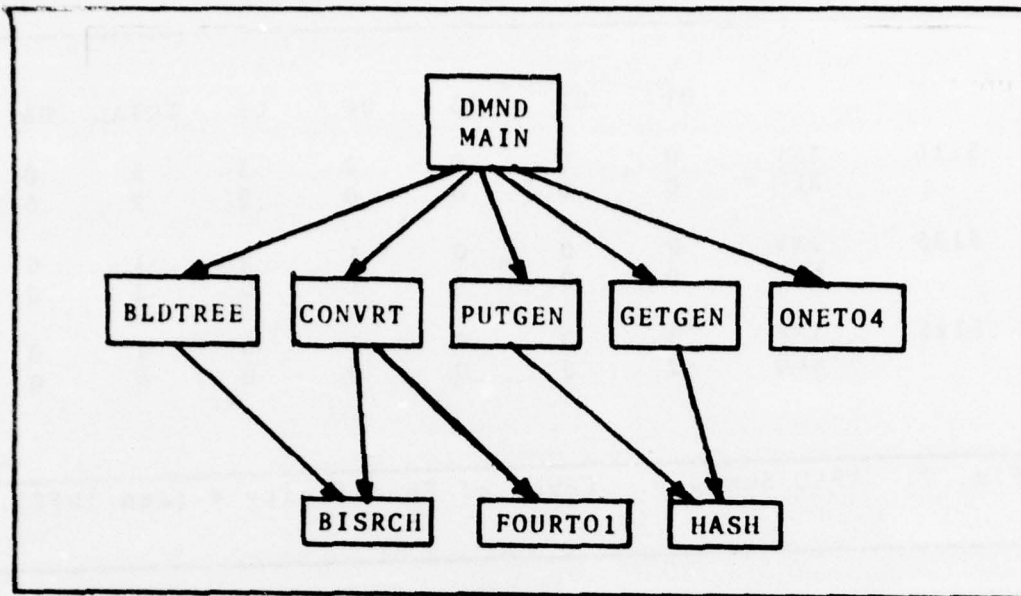 DMND
MAIN
BLDTREE CONVRT PUTGEN GETGEN ONETO4
BISRCH FOURTO1 HASH